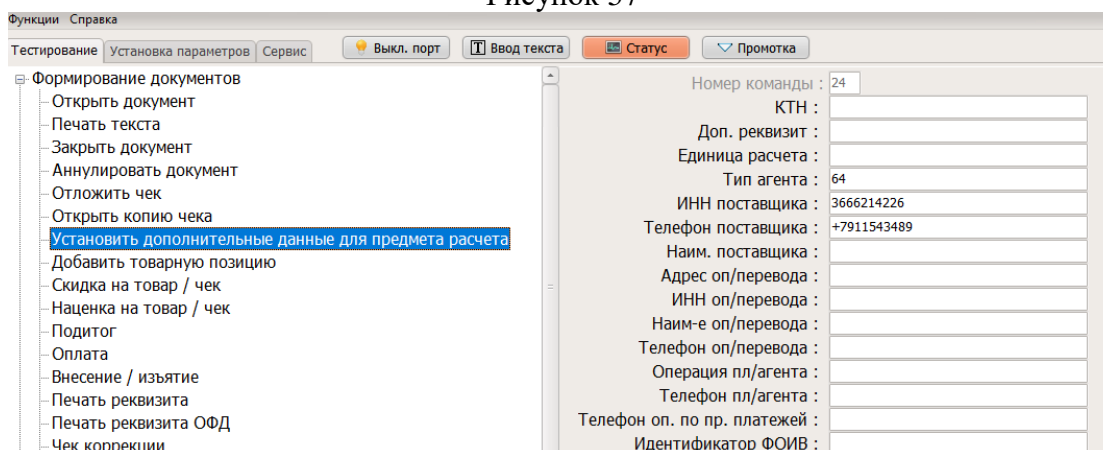 Рисунок 37
Функции Справка
Тестирование Установка параметров Сервис Выкл. порт T Ввод текста Статус Промотка
Формирование документов
Открыть документ
Печать текста
Закрыть документ
Аннулировать документ
Отложить чек
Открыть копию чека
Установить дополнительные данные для предмета расчета
Добавить товарную позицию
Скидка на товар / чек
Наценка на товар / чек
Подитог
Оплата
Внесение / изъятие
Печать реквизита
Печать реквизита ОФД
Чек коррекции
Номер команды : 24
КТН :
Доп. реквизит :
Единица расчета :
Тип агента : 64
ИНН поставщика : 3666214226
Телефон поставщика : +7911543489
Наим. поставщика :
Адрес оп/перевода :
ИНН оп/перевода :
Наим-е оп/перевода :
Телефон оп/перевода :
Операция пл/агента :
Телефон пл/агента :
Телефон оп. по пр. платежей :
Идентификатор ФОИВ :